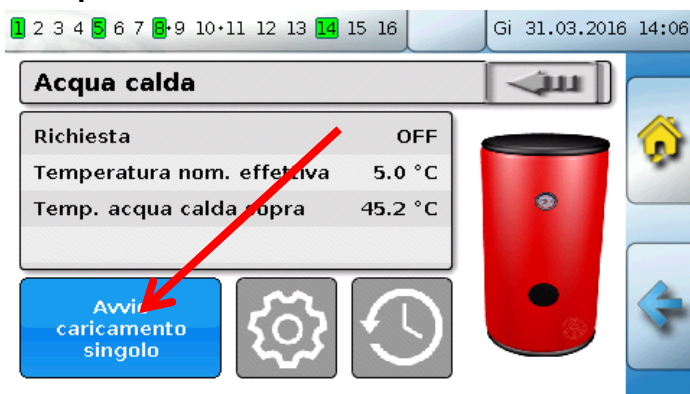 1 2 3 4 5 6 7 8·9 10·11 12 13 14 15 16 Gi 31.03.2016 14:06
Acqua calda
Richiesta OFF
Temperatura nom. effettiva 5.0 °C
Temp. acqua calda sopra 45.2 °C
Avvio
caricamento
singolo